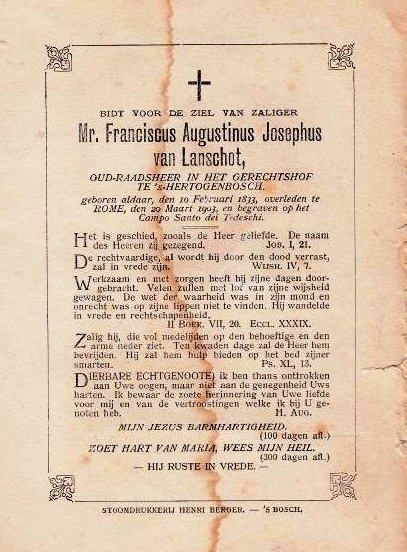 BIDT VOOR DE ZIEL VAN ZALIGER
Mr. Franciscus Augustinus Josephus
van Lanschot,
OUD-RAADSHEER IN HET GERECHTSHOF
TE 's-HERTOGENBOSCH.
geboren aldaar, den 10 Februari 1833, overleden te
ROME, den 20 Maart 1903, en begraven op het
Campo Santo dei Tedeschi.
Het is geschied, zooals de Heer geliefde. De naam
des Heeren zij gezegend. JOB. I, 21.
De rechtvaardige, al wordt hij door den dood verrast,
zal in vrede zijn. WIJSH. IV, 7.
Werkzaam en met zorgen heeft hij zijne dagen door-
gebracht. Velen zullen met lof van zijne wijsheid
gewagen. De wet der waarheid was in zijn mond en
onrecht was op zijne lippen niet te vinden. Hij wandelde
in vrede en rechtschapenheid.
II BOEK. VII, 20. ECCL. XXXIX.
Zalig hij, die vol medelijden op den behoeftige en den
arme neder ziet. Ten kwaden dage zal de Heer hem
bevrijden. Hij zal hem hulp bieden op het bed zijner
smarten. PS. XL, 13.
DIERBARE ECHTGENOOTE, ik ben thans onttrokken
aan Uwe oogen, maar niet aan de genegenheid Uws
harten. Ik bewaar de zoete herinnering van Uwe liefde
voor mij en van de vertroostingen welke ik bij U ge-
noten heb. H. AUG.
MIJN JEZUS BARMHARTIGHEID.
(100 dagen afl.)
ZOET HART VAN MARIA, WEES MIJN HEIL.
(300 dagen afl.)
— HIJ RUSTE IN VREDE. —
STOOMDRUKKERIJ HENRI BERGER. — 'S BOSCH.